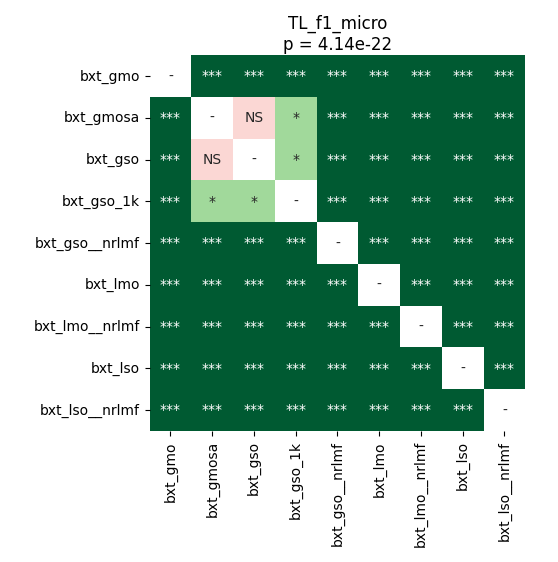 TL_f1_micro
p = 4.14e-22
bxt_gmo - *** *** *** *** *** *** *** ***
bxt_gmosa *** - NS * *** *** *** *** ***
bxt_gso *** NS - * *** *** *** *** ***
bxt_gso_1k *** * * - *** *** *** *** ***
bxt_gso__nrlmf *** *** *** *** - *** *** *** ***
bxt_lmo *** *** *** *** *** - *** *** ***
bxt_lmo__nrlmf *** *** *** *** *** *** - *** ***
bxt_lso *** *** *** *** *** *** *** - ***
bxt_lso__nrlmf *** *** *** *** *** *** *** *** -
bxt_gmo
bxt_gmosa
bxt_gso
bxt_gso_1k
bxt_gso__nrlmf
bxt_lmo
bxt_lmo__nrlmf
bxt_lso
bxt_lso__nrlmf